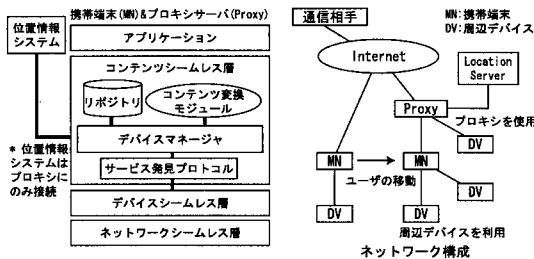 携帯端末(MN)&プロキシサーバ(Proxy)
位置情報
システム
アプリケーション
コンテンツシームレス層
リポジトリ
コンテンツ変換
モジュール
デバイスマネージャ
サービス発見プロトコル
* 位置情報
システムは
プロキシに
のみ接続
デバイスシームレス層
ネットワークシームレス層
通信相手
MN:携帯端末
DV:周辺デバイス
Internet
Location
Server
Proxy
プロキシを使用
DV
MN
MN
ユーザの移動
DV
DV
DV
周辺デバイスを利用
ネットワーク構成